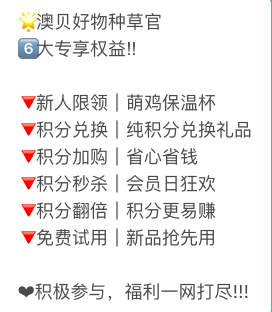 🌟澳贝好物种草官
6️⃣大专享权益!!
🔻新人限领｜萌鸡保温杯
🔻积分兑换｜纯积分兑换礼品
🔻积分加购｜省心省钱
🔻积分秒杀｜会员日狂欢
🔻积分翻倍｜积分更易赚
🔻免费试用｜新品抢先用
❤积极参与，福利一网打尽!!!